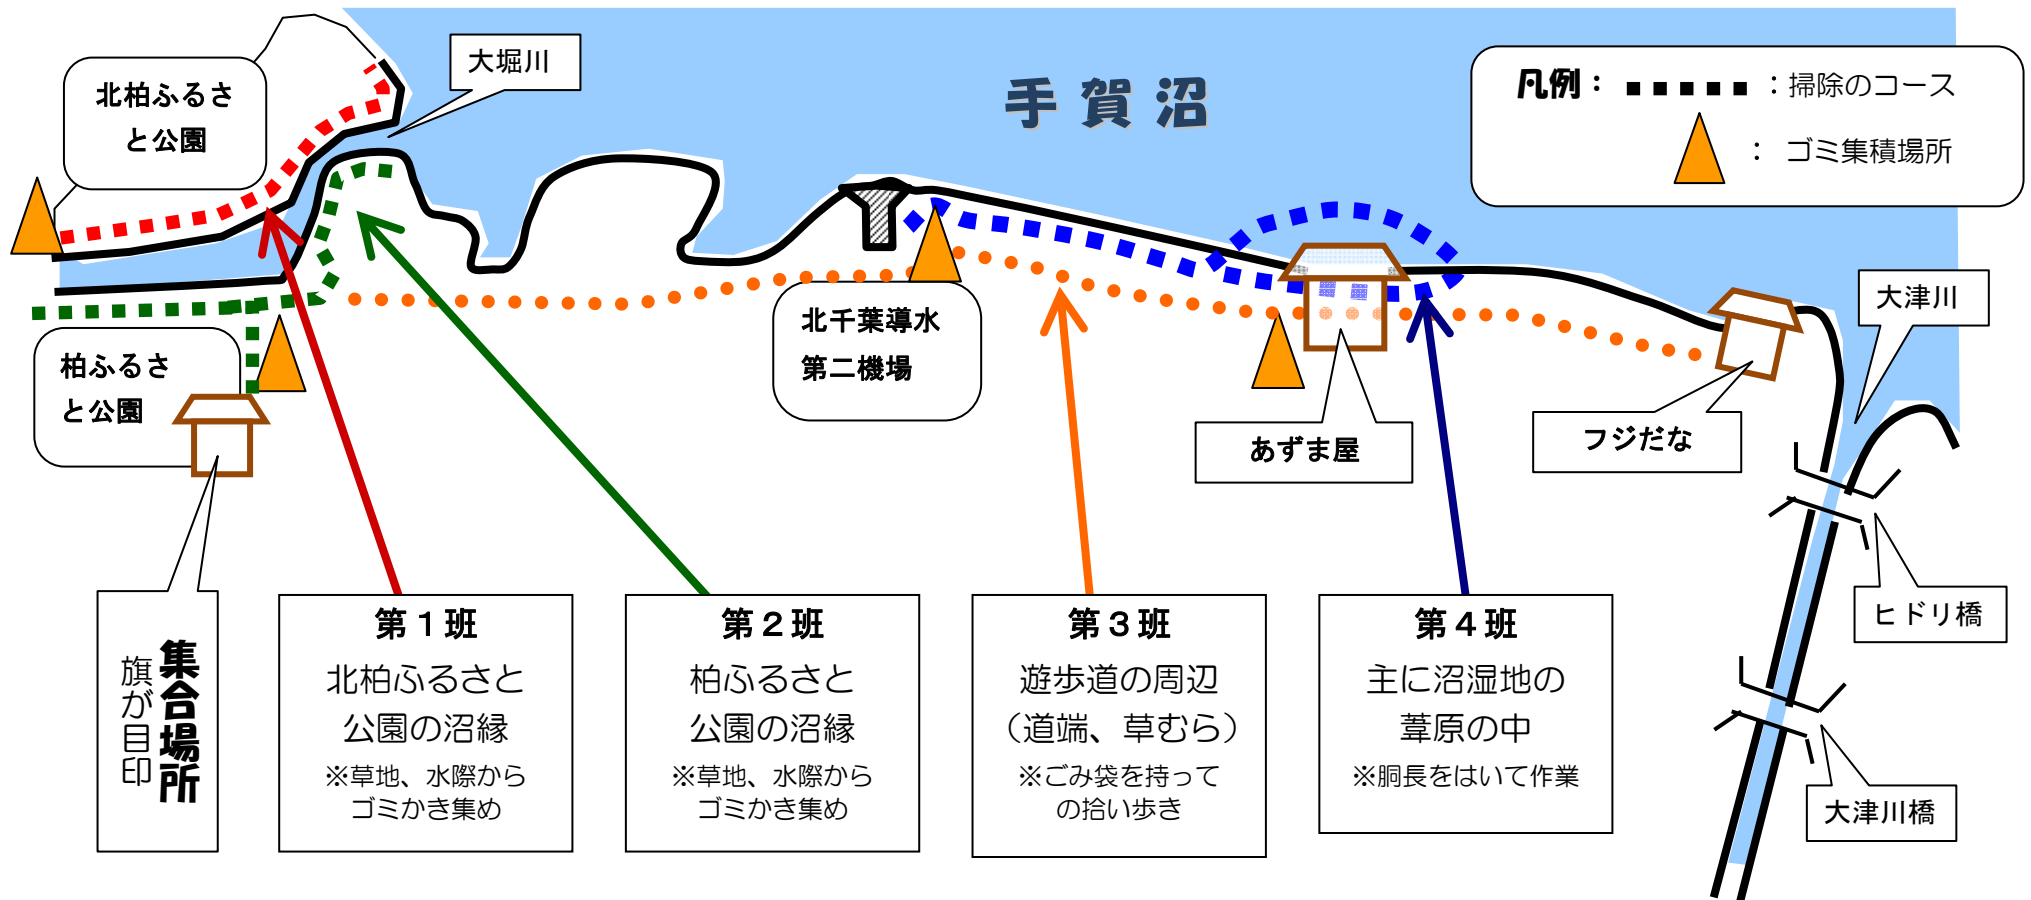 北柏ふるさ
と公園
大堀川
手賀沼
凡例：　：掃除のコース
：ゴミ集積場所
柏ふるさ
と公園
北千葉導水
第二機場
あずま屋
フジだな
大津川
ヒドリ橋
大津川橋
集合場所
旗が目印
第１班
北柏ふるさと
公園の沼縁
※草地、水際から
ゴミかき集め
第２班
柏ふるさと
公園の沼縁
※草地、水際から
ゴミかき集め
第３班
遊歩道の周辺
（道端、草むら）
※ごみ袋を持って
の拾い歩き
第４班
主に沼湿地の
葦原の中
※胴長をはいて作業